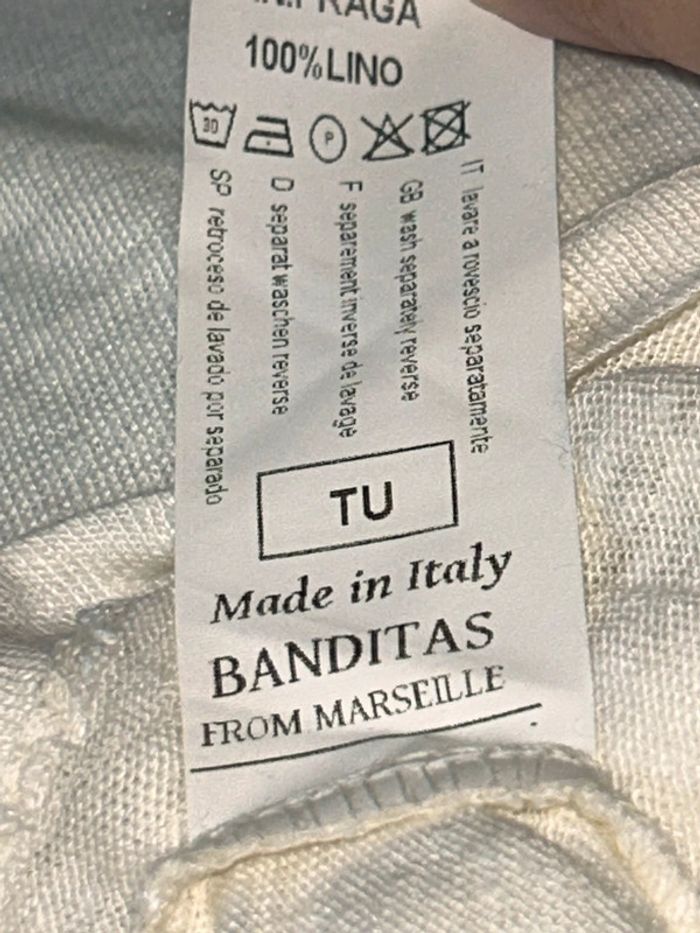 RAGA
100%LINO
30
P
IT lavare a rovescio separatamente
GB wash separately reverse
F separement inverse de lavage
D separat waschen reverse
SP retroceso de lavado por separado
TU
Made in Italy
BANDITAS
FROM MARSEILLE